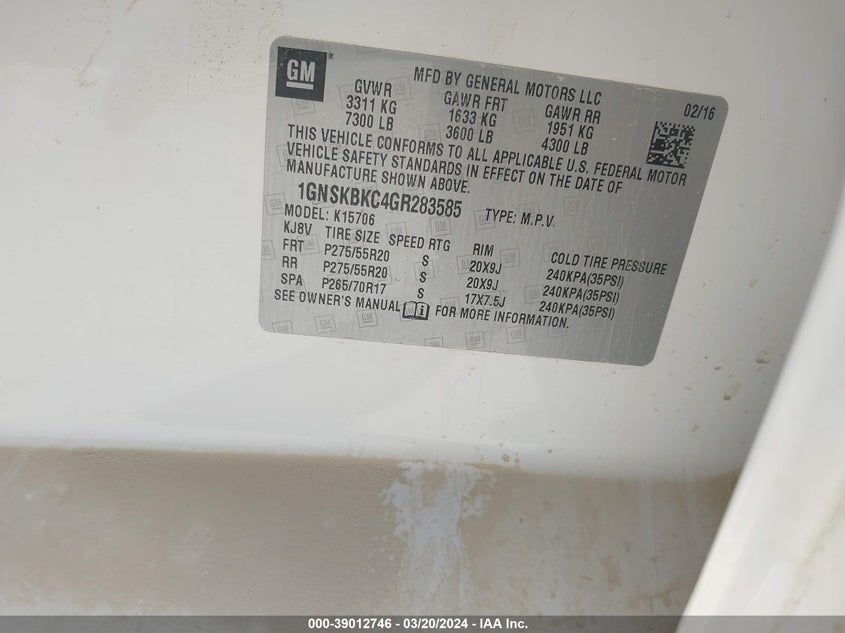 GM
MFD BY GENERAL MOTORS LLC
02/16
GVWR GAWR FRT GAWR RR
3311 KG 1633 KG 1951 KG
7300 LB 3600 LB 4300 LB
THIS VEHICLE CONFORMS TO ALL APPLICABLE U.S. FEDERAL MOTOR
VEHICLE SAFETY STANDARDS IN EFFECT ON THE DATE OF
MANUFACTURE SHOWN ABOVE.
1GNSKBKC4GR283585 TYPE: M.P.V.
MODEL: K15706
KJ8V TIRE SIZE SPEED RTG RIM COLD TIRE PRESSURE
FRT P275/55R20 S 20X9J 240KPA(35PSI)
RR P275/55R20 S 20X9J 240KPA(35PSI)
SPA P265/70R17 S 17X7.5J 240KPA(35PSI)
SEE OWNER'S MANUAL i FOR MORE INFORMATION.
000-39012746 - 03/20/2024 - IAA Inc.